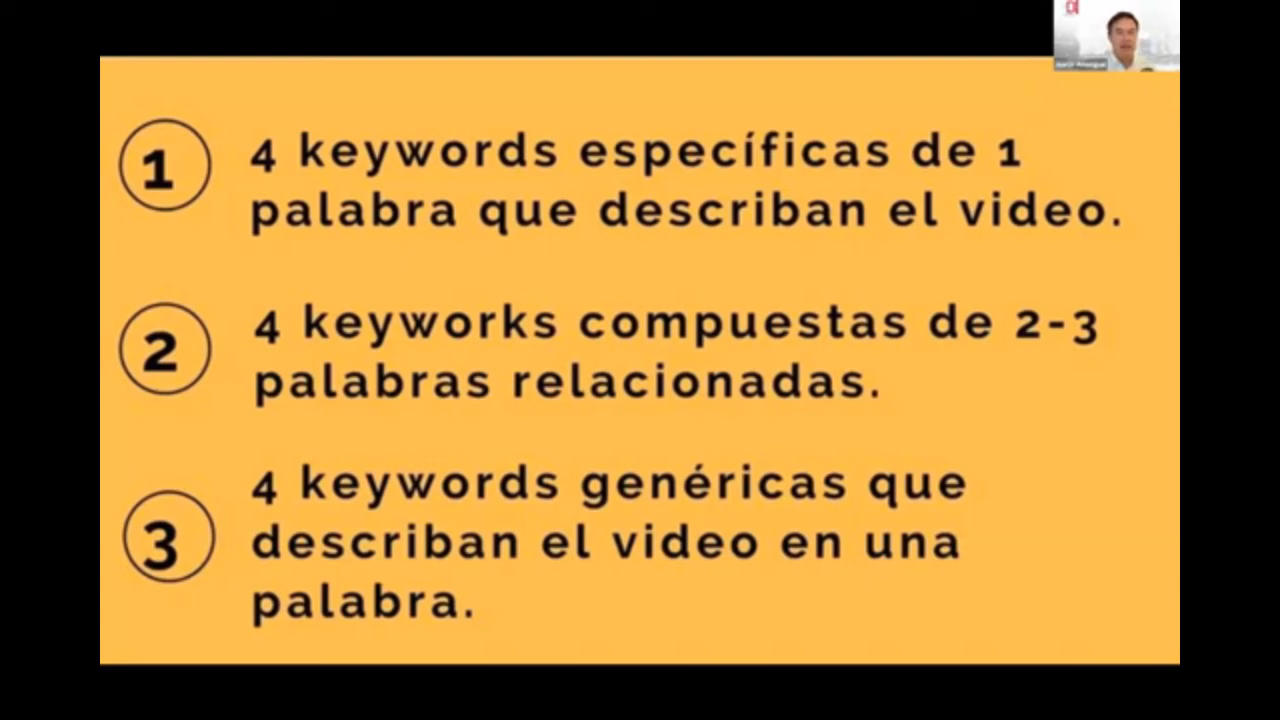 1
4 keywords específicas de 1
palabra que describan el video.
2
4 keyworks compuestas de 2-3
palabras relacionadas.
3
4 keywords genéricas que
describan el video en una
palabra.